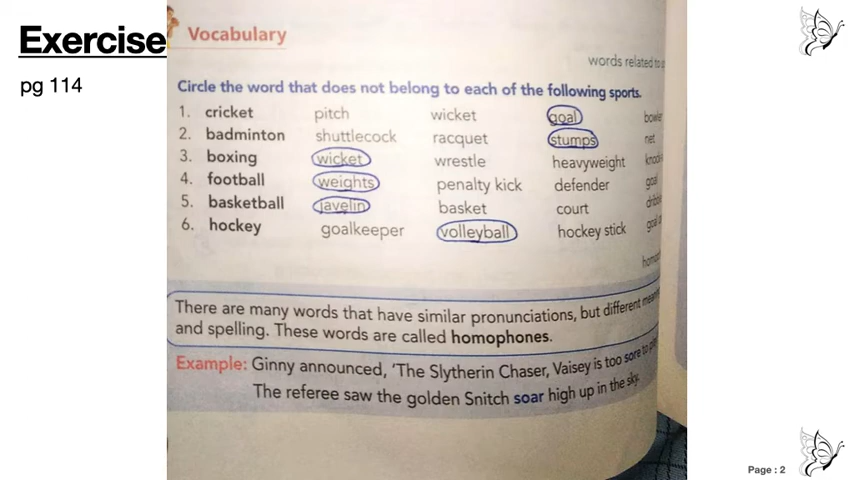 Exercise
pg 114
Vocabulary
words related to
Circle the word that does not belong to each of the following sports.
1. cricket pitch wicket goal bowler
2. badminton shuttlecock racquet stumps net
3. boxing wicket wrestle heavyweight
4. football weights penalty kick defender goal
5. basketball javelin basket court
6. hockey goalkeeper volleyball hockey stick
There are many words that have similar pronunciations, but different
and spelling. These words are called homophones.
Example: Ginny announced, 'The Slytherin Chaser, Vaisey is too sore to
The referee saw the golden Snitch soar high up in the sky.
Page : 2